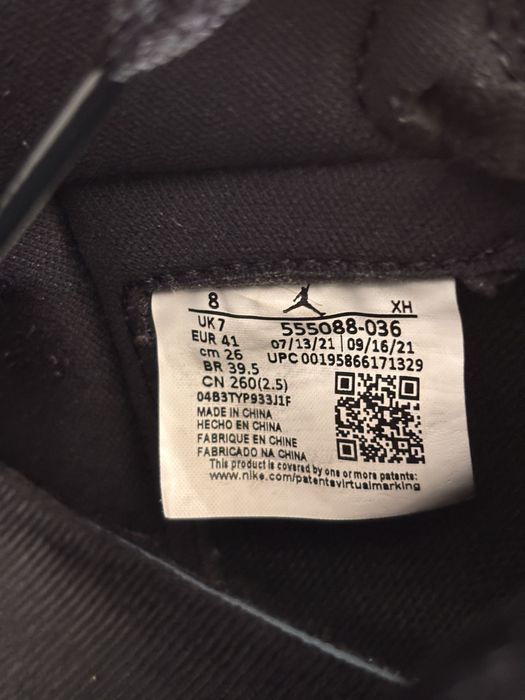 8 XH
UK 7 555088-036
EUR 41 07/13/21 | 09/16/21
cm 26 UPC 00195866171329
BR 39.5
CN 260(2.5)
04B3TYP933J1F
MADE IN CHINA
HECHO EN CHINA
FABRIQUE EN CHINE
FABRICADO NA CHINA
This product is covered by one or more patents:
www.nike.com/patentsvirtualmarking